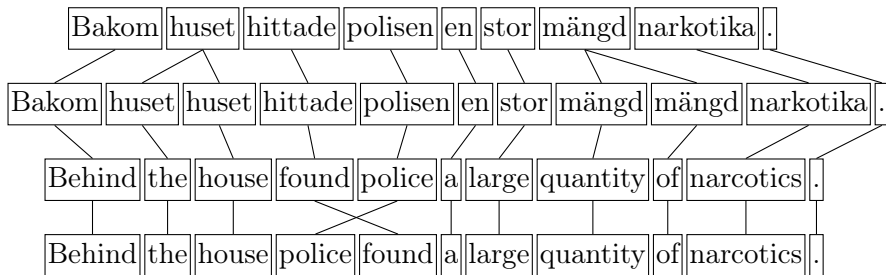 Bakom huset hittade polisen en stor mängd narkotika .
Bakom huset huset hittade polisen en stor mängd mängd narkotika .
Behind the house found police a large quantity of narcotics .
Behind the house police found a large quantity of narcotics .